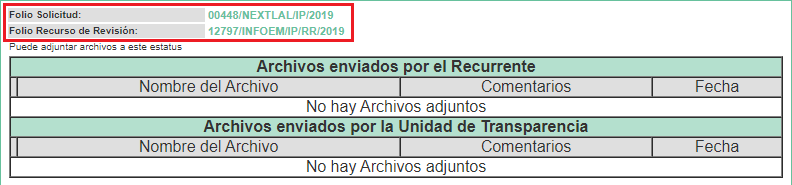 Folio Solicitud: 00448/NEXTLAL/IP/2019
Folio Recurso de Revisión: 12797/INFOEM/IP/RR/2019
Puede adjuntar archivos a este estatus
Archivos enviados por el Recurrente
Nombre del Archivo Comentarios Fecha
No hay Archivos adjuntos
Archivos enviados por la Unidad de Transparencia
Nombre del Archivo Comentarios Fecha
No hay Archivos adjuntos